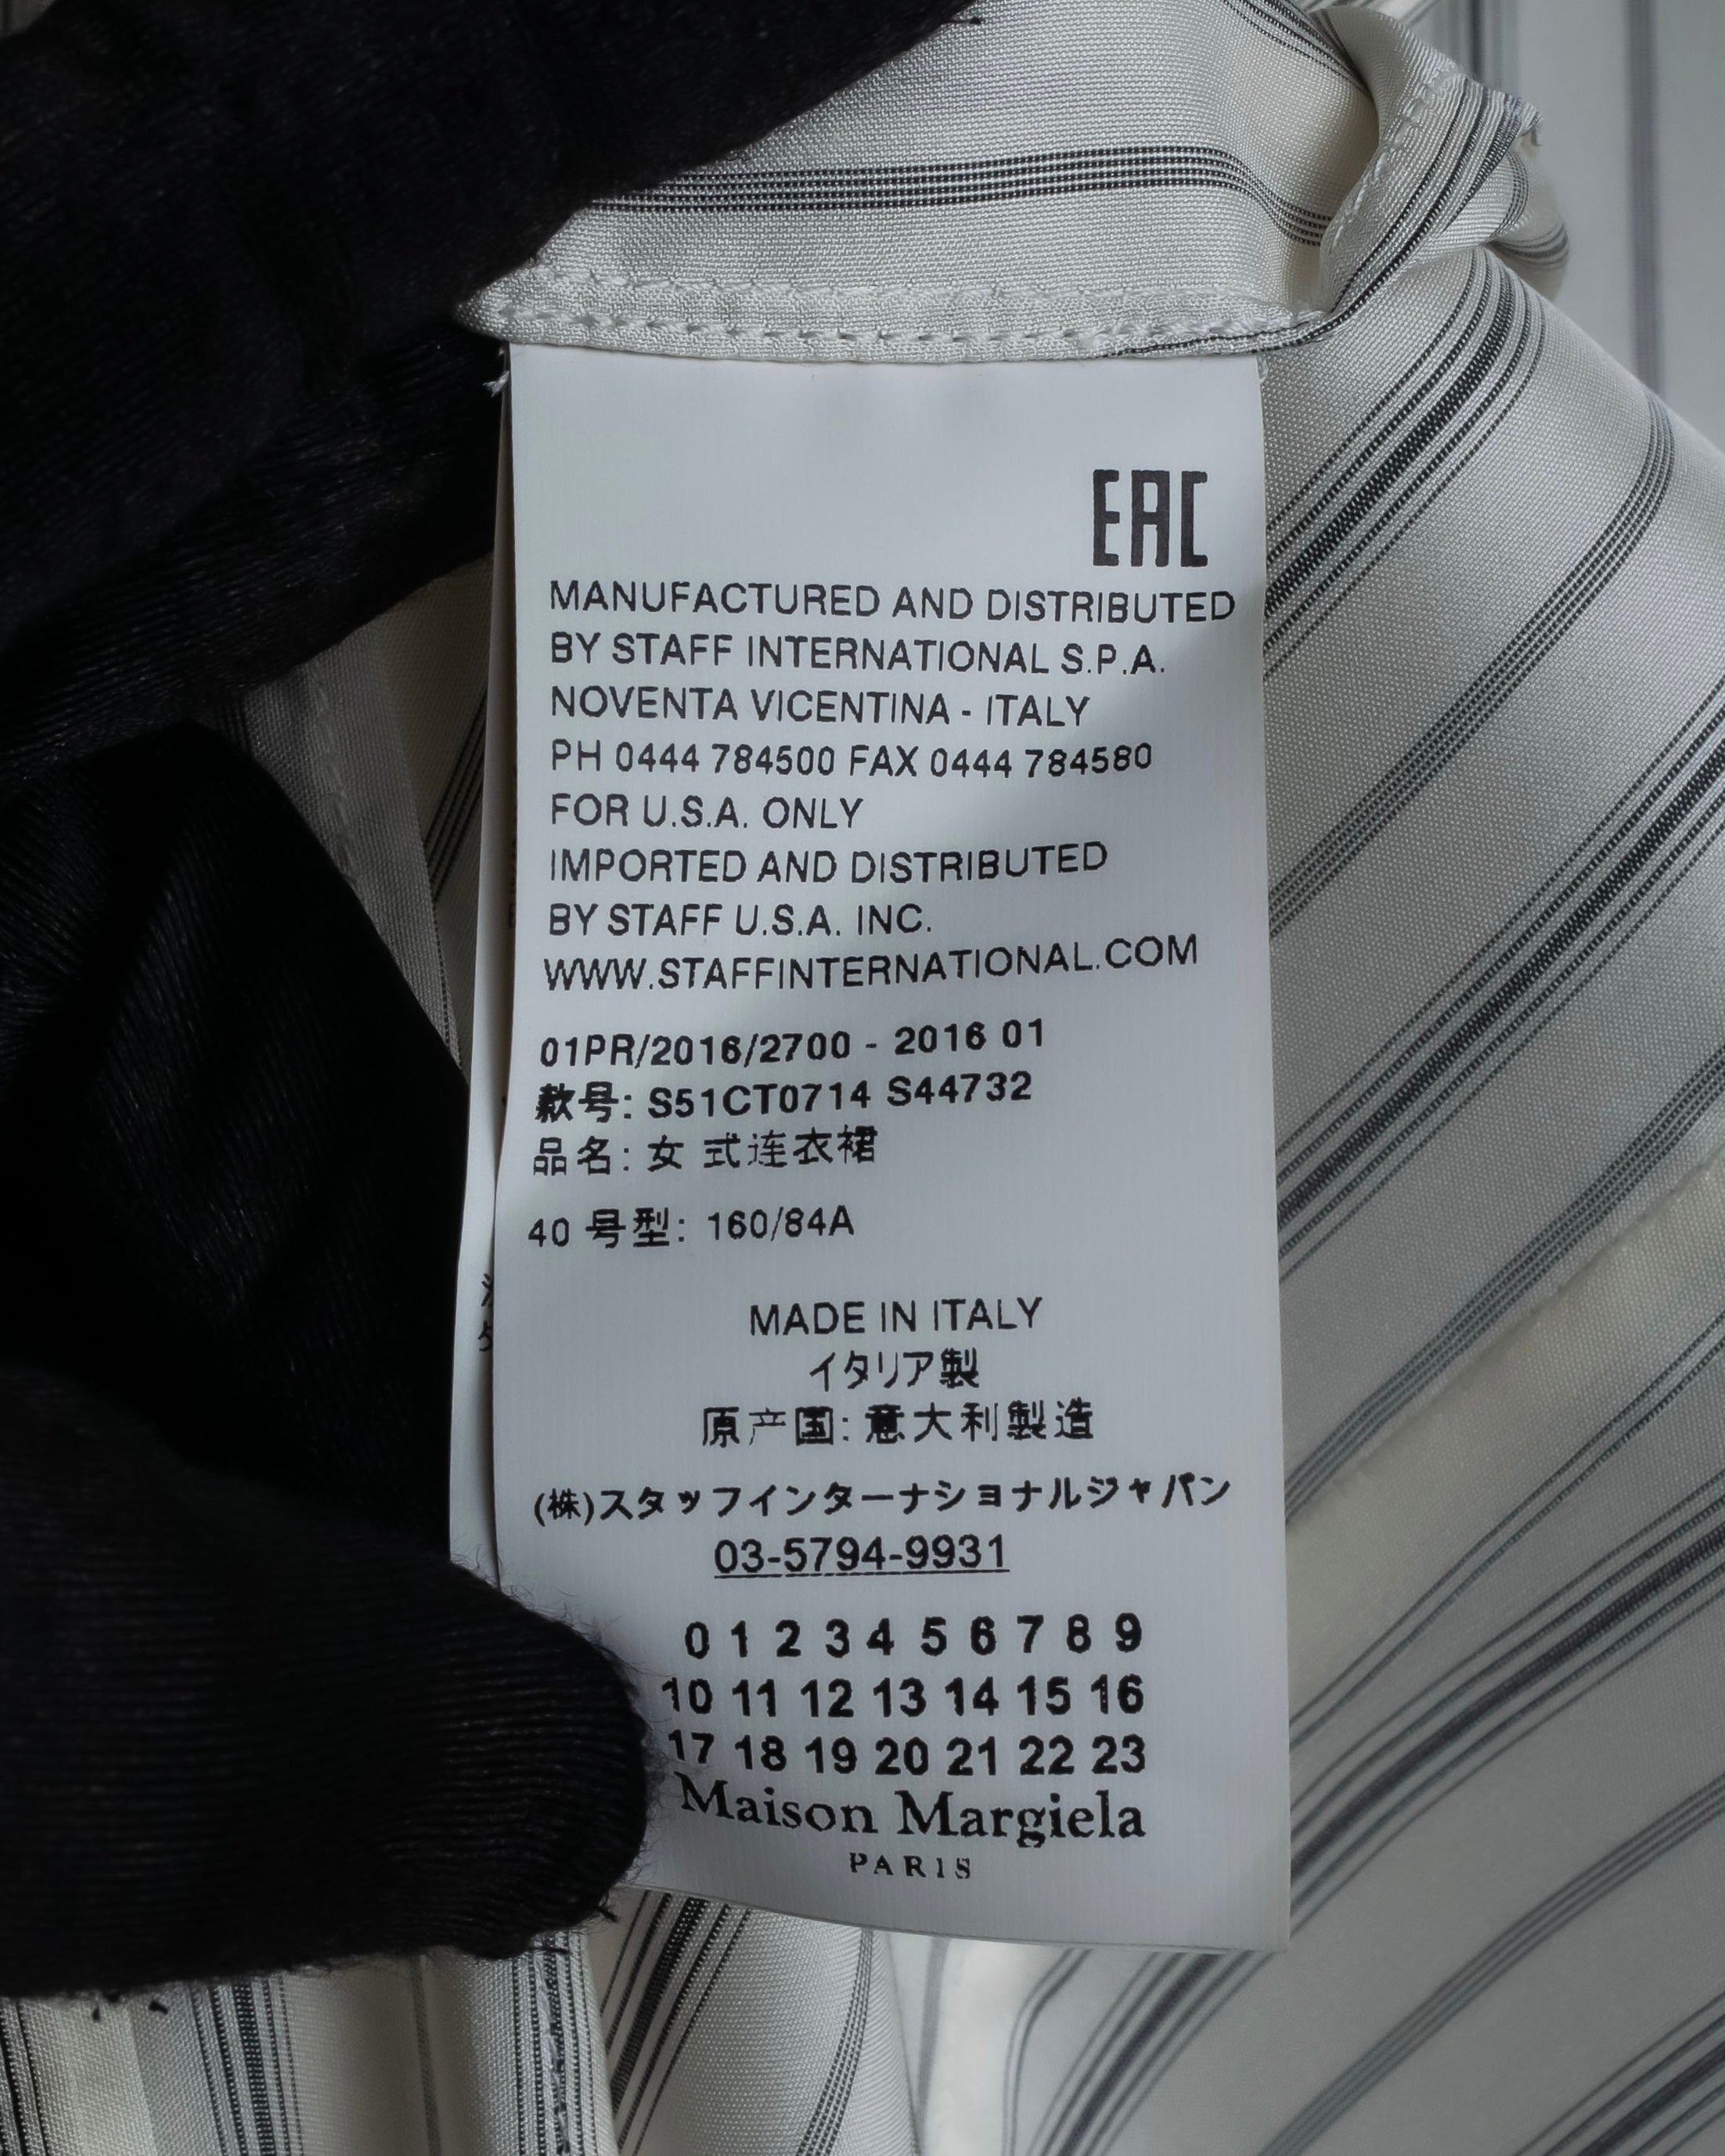 EAC
MANUFACTURED AND DISTRIBUTED
BY STAFF INTERNATIONAL S.P.A.
NOVENTA VICENTINA - ITALY
PH 0444 784500 FAX 0444 784580
FOR U.S.A. ONLY
IMPORTED AND DISTRIBUTED
BY STAFF U.S.A. INC.
WWW.STAFFINTERNATIONAL.COM
01PR/2016/2700 - 2016 01
款号: S51CT0714 S44732
品名: 女 式连衣裙
40 号型: 160/84A
MADE IN ITALY
イタリア製
原产国: 意大利製造
(株)スタッフインターナショナルジャパン
03-5794-9931
0 1 2 3 4 5 6 7 8 9
10 11 12 13 14 15 16
17 18 19 20 21 22 23
Maison Margiela
PARIS